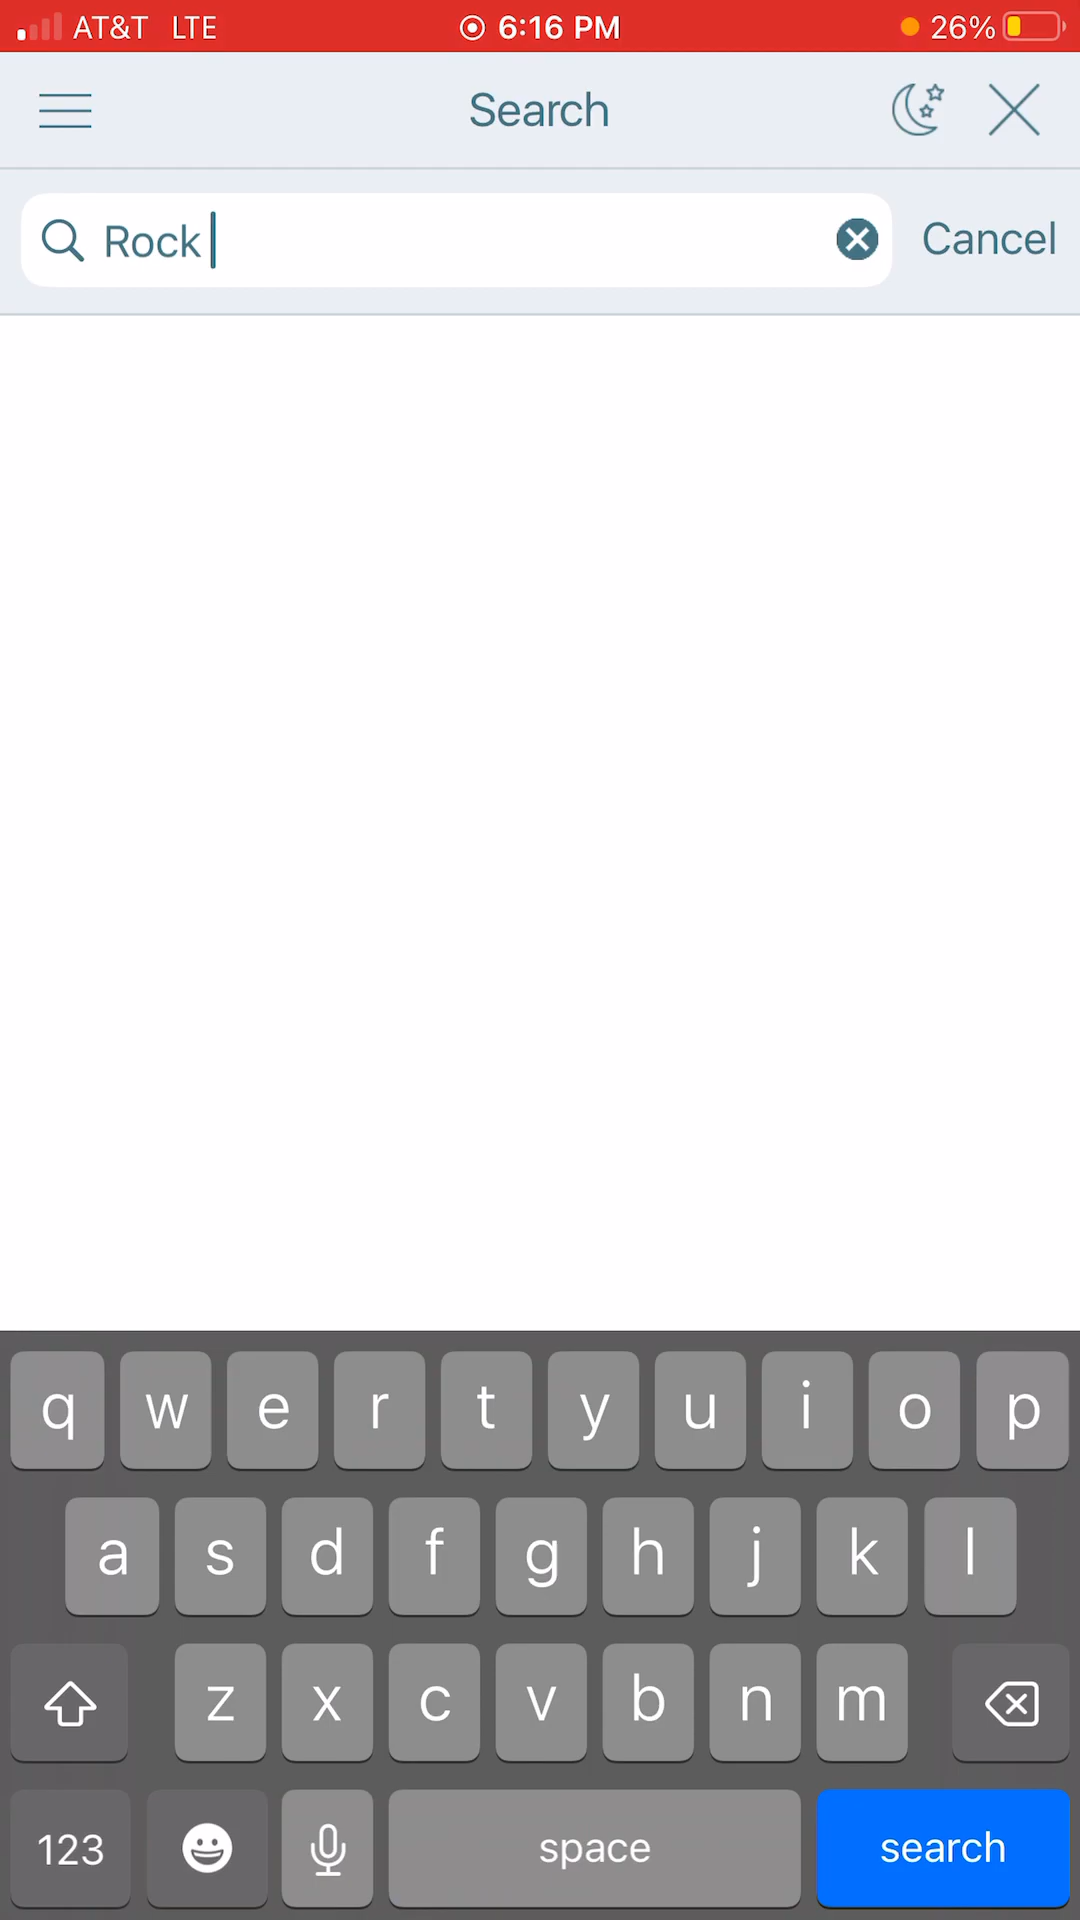 AT&T LTE 6:16 PM 26%
Search
Rock Cancel
q w e r t y u i o p
a s d f g h j k l
z x c v b n m
123 space search